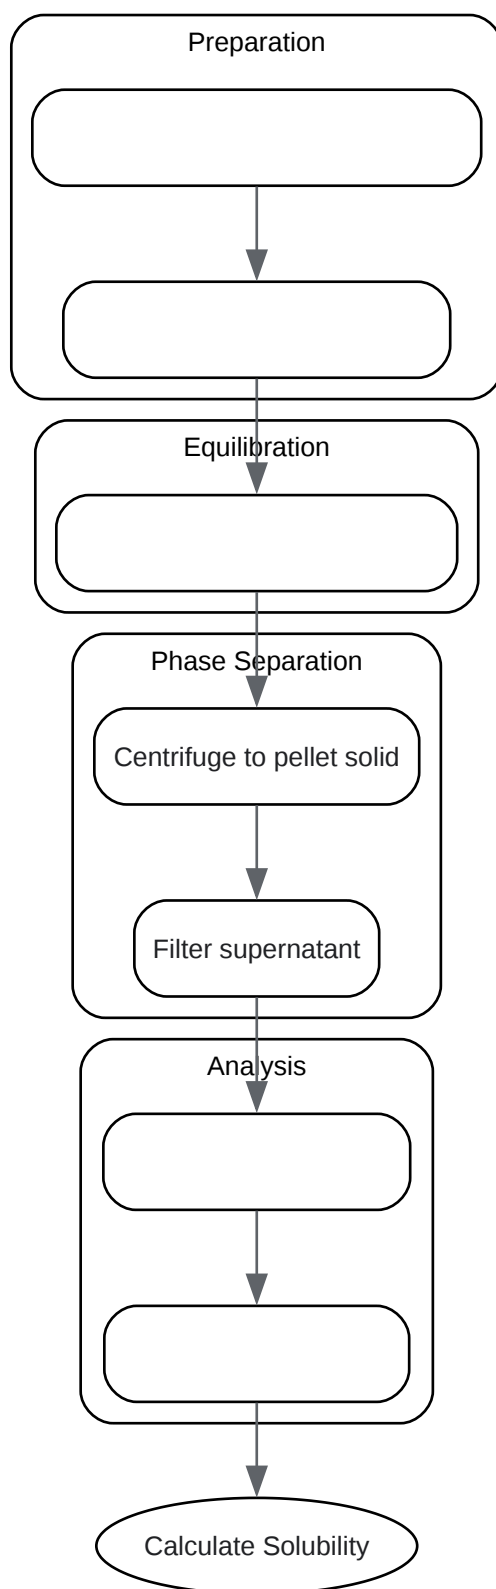 Preparation
Equilibration
Phase Separation
Centrifuge to pellet solid
Filter supernatant
Analysis
Calculate Solubility